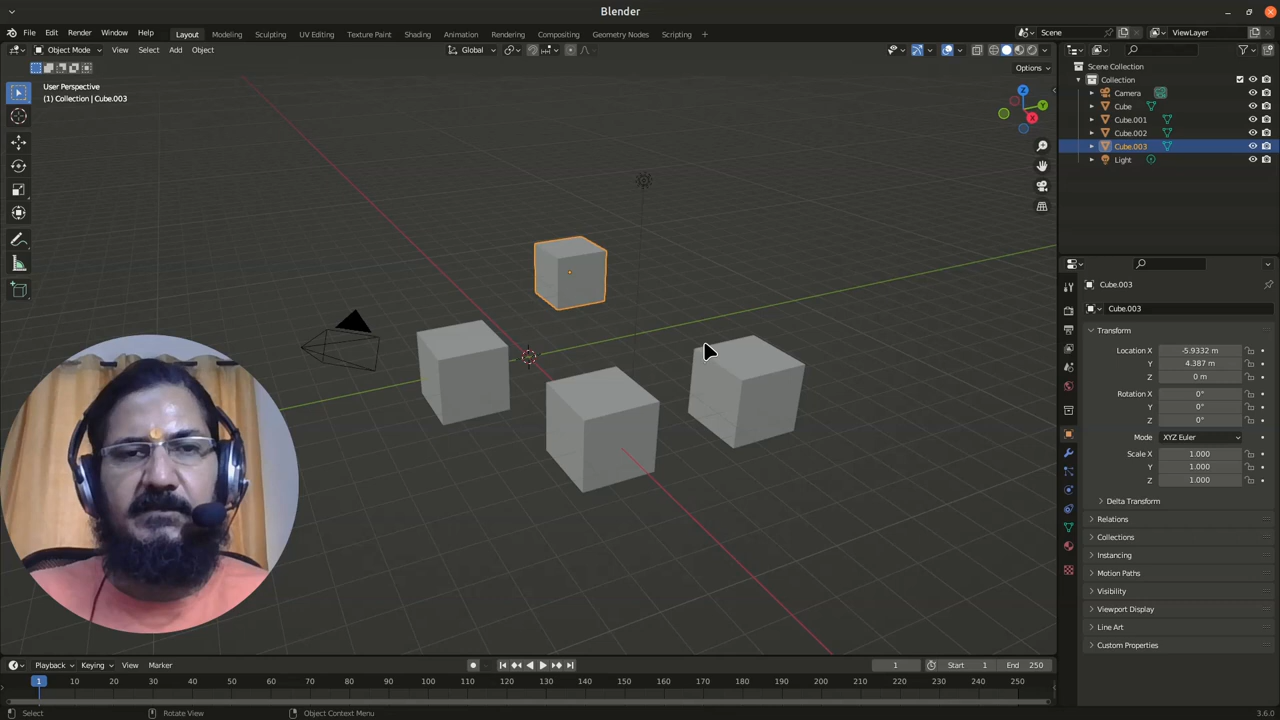 Blender
File Edit Render Window Help Layout Modeling Sculpting UV Editing Texture Paint Shading Animation Rendering Compositing Geometry Nodes Scripting + Scene ViewLayer
Object Mode View Select Add Object Global
Options
User Perspective
(1) Collection | Cube.003
Z
Y
X
Scene Collection
Collection
Camera
Cube
Cube.001
Cube.002
Cube.003
Light
Cube.003
Cube.003
Transform
Location X -5.9332 m
Y 4.387 m
Z 0 m
Rotation X 0°
Y 0°
Z 0°
Mode XYZ Euler
Scale X 1.000
Y 1.000
Z 1.000
Delta Transform
Relations
Collections
Instancing
Motion Paths
Visibility
Viewport Display
Line Art
Custom Properties
Playback Keying View Marker 1 Start 1 End 250
1 10 20 30 40 50 60 70 80 90 100 110 120 130 140 150 160 170 180 190 200 210 220 230 240 250
Select Rotate View Object Context Menu 3.6.0